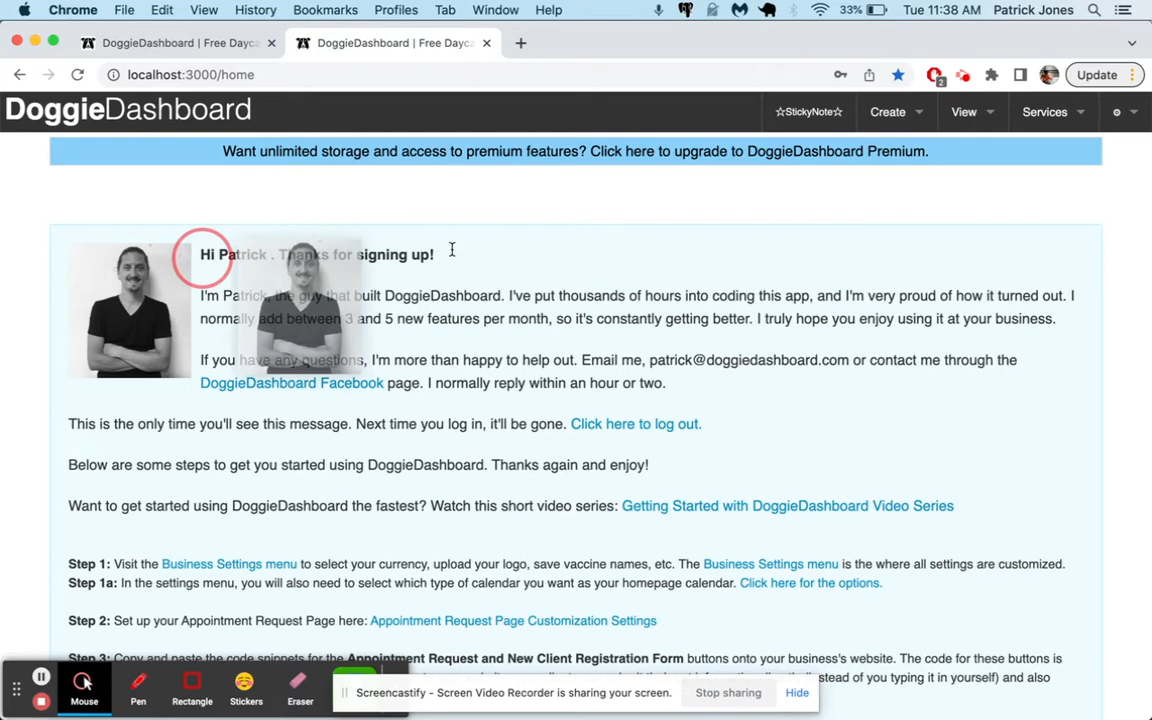 Chrome File Edit View History Bookmarks Profiles Tab Window Help 33% Tue 11:38 AM Patrick Jones
DoggieDashboard | Free Dayca DoggieDashboard | Free Dayca
localhost:3000/home 2 Update
DoggieDashboard ☆StickyNote☆ Create View Services
Want unlimited storage and access to premium features? Click here to upgrade to DoggieDashboard Premium.
Hi Patrick . Thanks for signing up!
I'm Patrick, the guy that built DoggieDashboard. I've put thousands of hours into coding this app, and I'm very proud of how it turned out. I
normally add between 3 and 5 new features per month, so it's constantly getting better. I truly hope you enjoy using it at your business.
If you have any questions, I'm more than happy to help out. Email me, patrick@doggiedashboard.com or contact me through the
DoggieDashboard Facebook page. I normally reply within an hour or two.
This is the only time you'll see this message. Next time you log in, it'll be gone. Click here to log out.
Below are some steps to get you started using DoggieDashboard. Thanks again and enjoy!
Want to get started using DoggieDashboard the fastest? Watch this short video series: Getting Started with DoggieDashboard Video Series
Step 1: Visit the Business Settings menu to select your currency, upload your logo, save vaccine names, etc. The Business Settings menu is the where all settings are customized.
Step 1a: In the settings menu, you will also need to select which type of calendar you want as your homepage calendar. Click here for the options.
Step 2: Set up your Appointment Request Page here: Appointment Request Page Customization Settings
Step 3: Copy and paste the code snippets for the Appointment Request and New Client Registration Form buttons onto your business's website. The code for these buttons is
instead of you typing it in yourself) and also
Mouse Pen Rectangle Stickers Eraser
Screencastify - Screen Video Recorder is sharing your screen. Stop sharing Hide